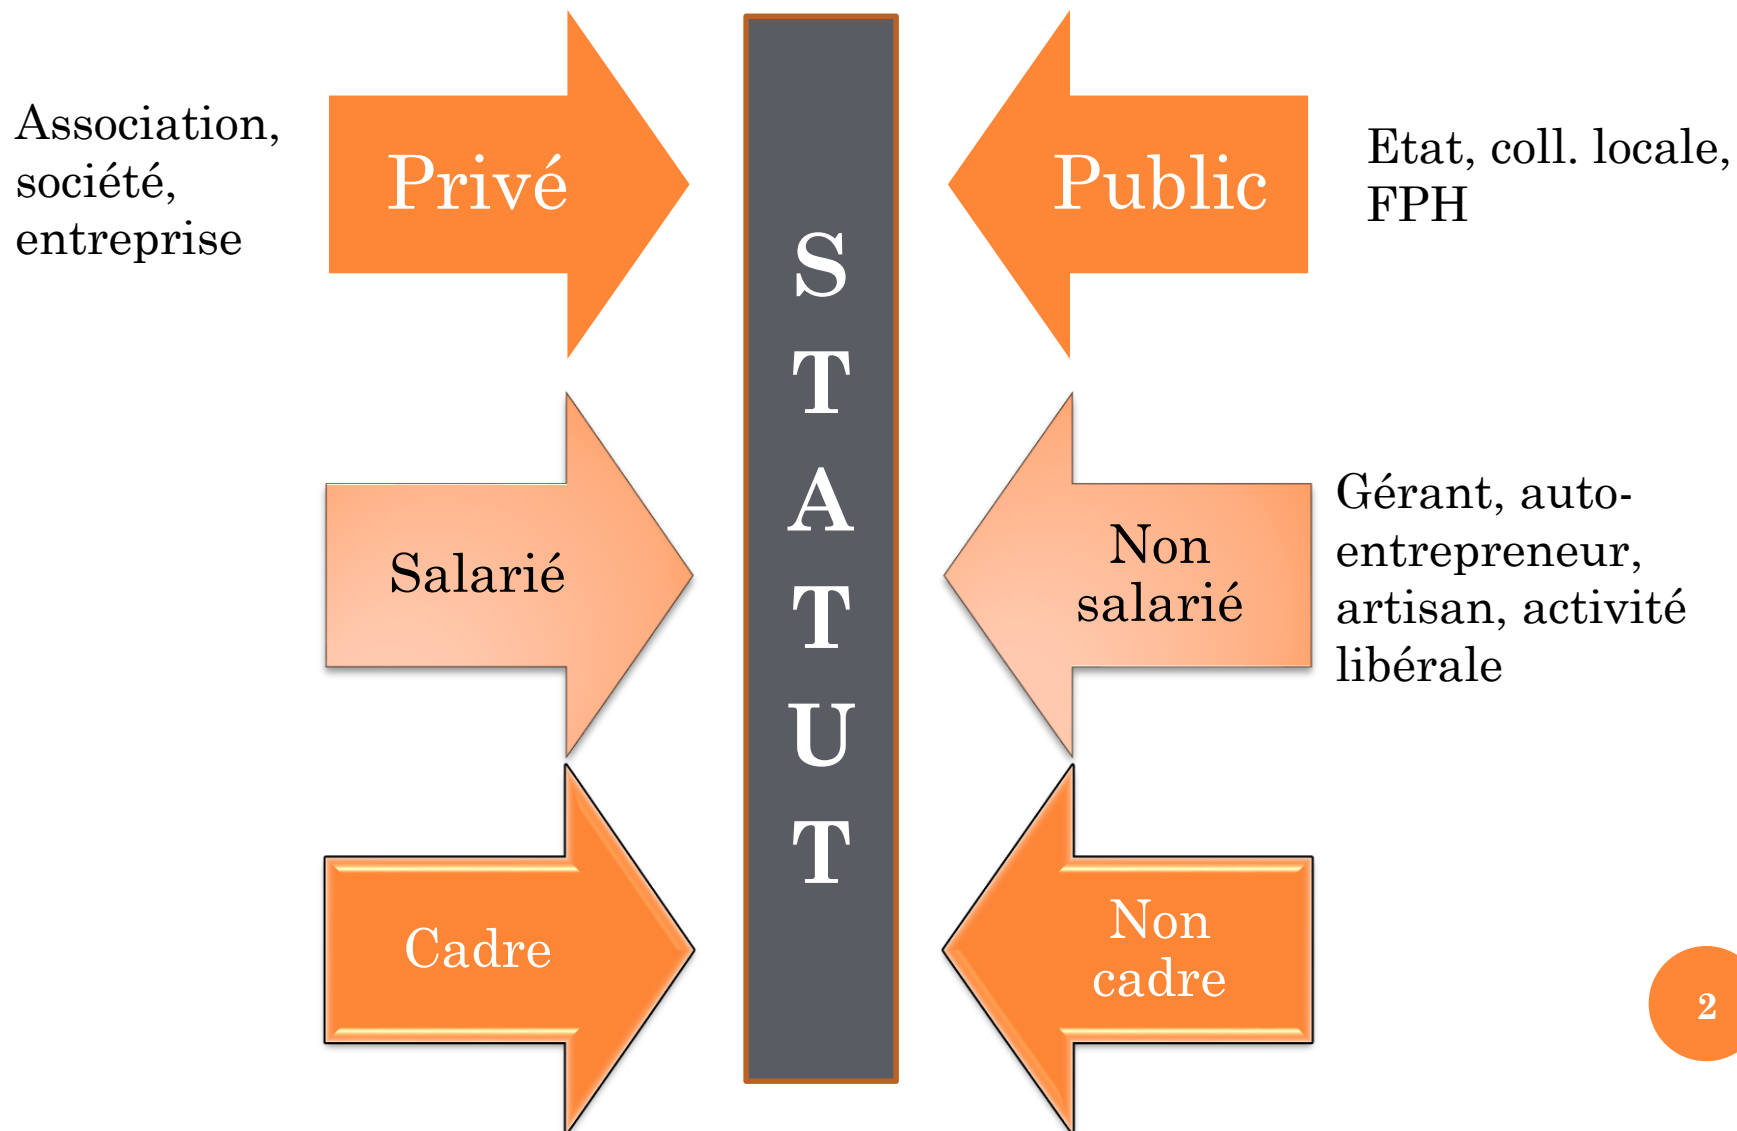 Association,
société,
entreprise
Privé
Public
Etat, coll. locale,
FPH
S
T
A
T
U
T
Salarié
Non
salarié
Gérant, auto-
entrepreneur,
artisan, activité
libérale
Cadre
Non
cadre
2